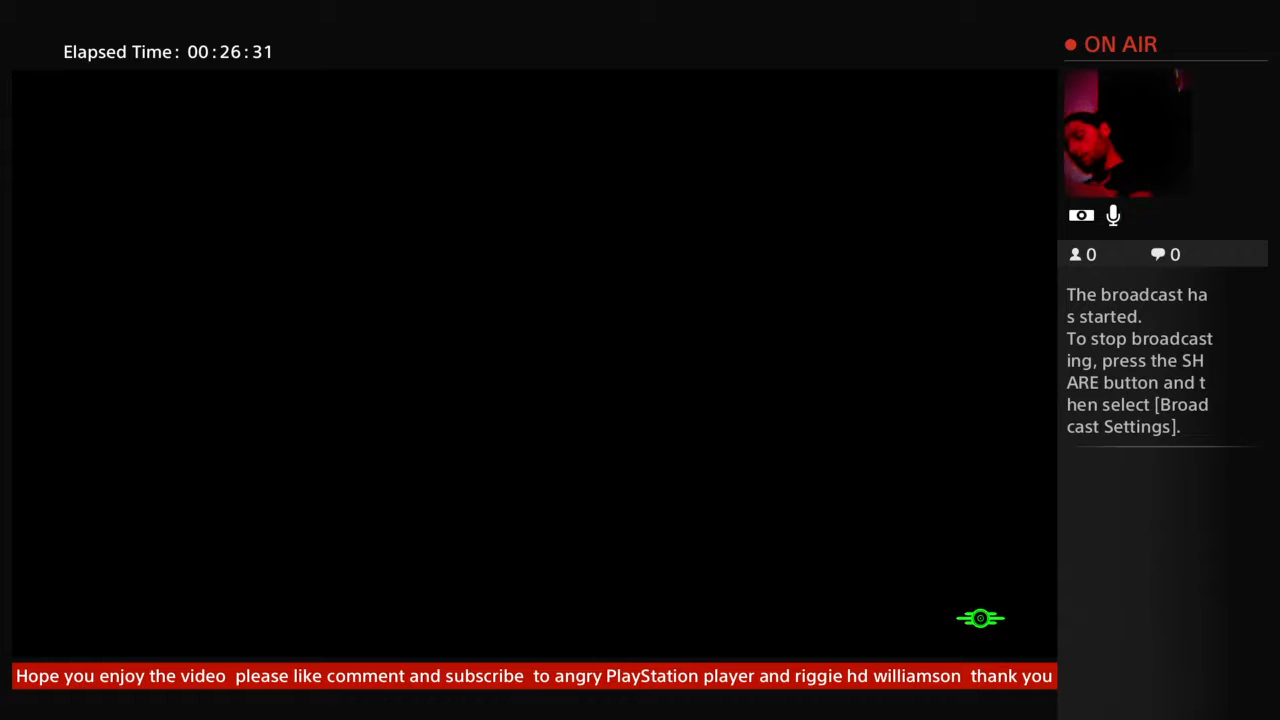 Elapsed Time: 00:26:31
ON AIR
0 0
The broadcast ha
s started.
To stop broadcast
ing, press the SH
ARE button and t
hen select [Broad
cast Settings].
Hope you enjoy the video please like comment and subscribe to angry PlayStation player and riggie hd williamson thank you